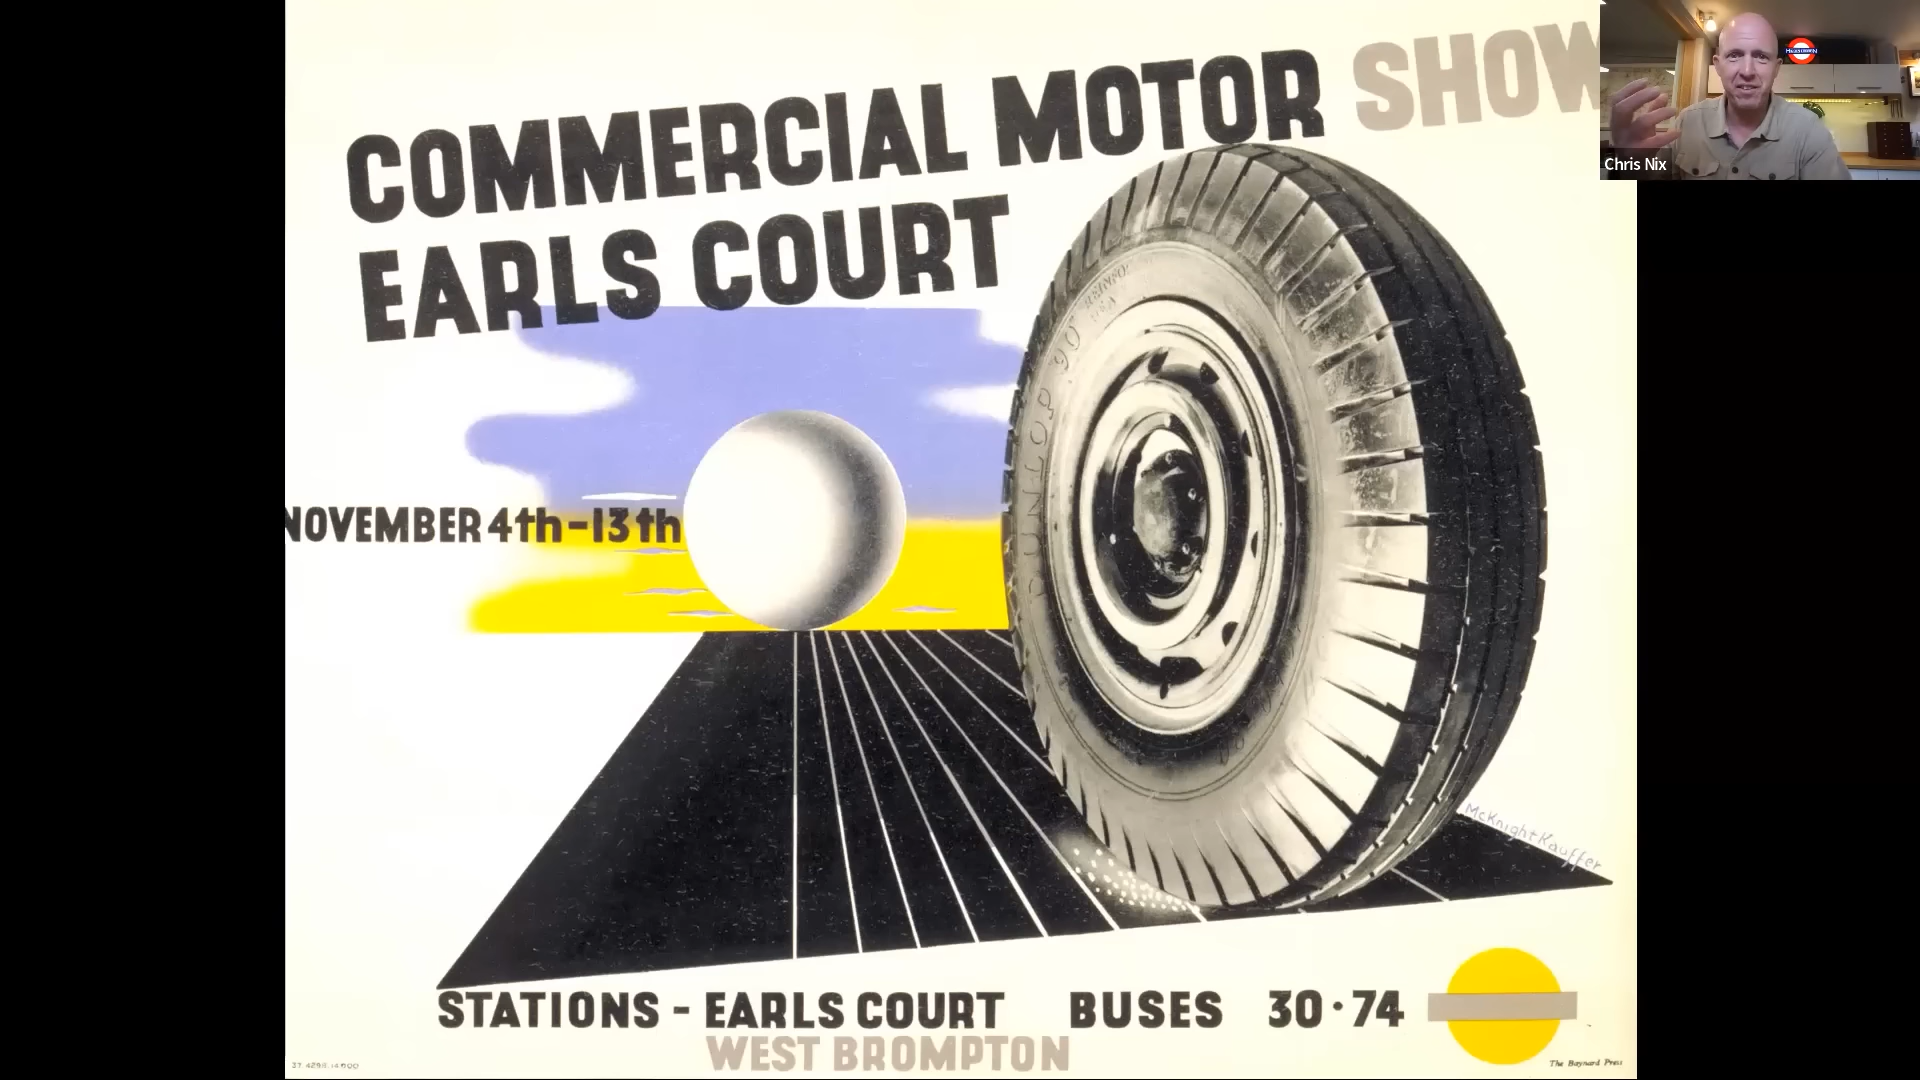 COMMERCIAL MOTOR SHOW
EARLS COURT
NOVEMBER 4th-13th
DUNLOP 90
McKnight Kauffer
STATIONS - EARLS COURT BUSES 30·74
WEST BROMPTON
The Baynard Press
Chris Nix